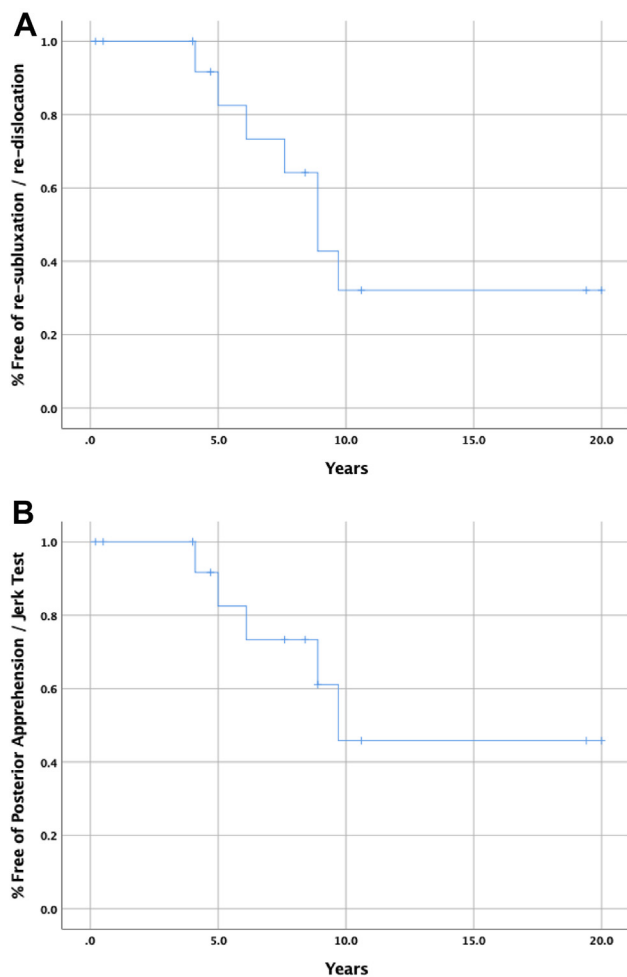 A
% Free of re-subluxation / re-dislocation
1.0
0.8
0.6
0.4
0.2
0.0
.0 5.0 10.0 15.0 20.0
Years
B
% Free of Posterior Apprehension / Jerk Test
1.0
0.8
0.6
0.4
0.2
0.0
.0 5.0 10.0 15.0 20.0
Years